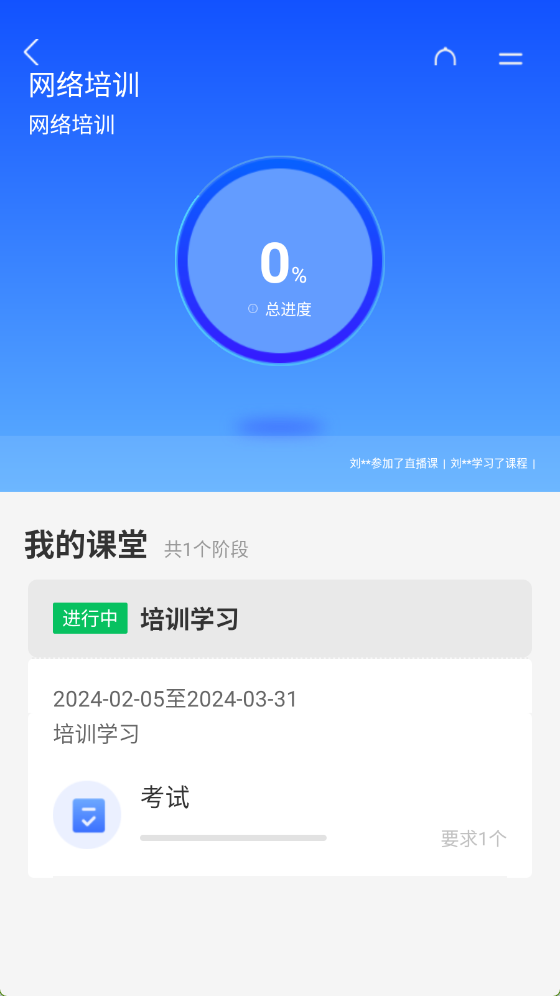 网络培训
网络培训
0%
总进度
刘**参加了直播课 | 刘**学习了课程 |
我的课堂 共1个阶段
进行中 培训学习
2024-02-05至2024-03-31
培训学习
考试
要求1个